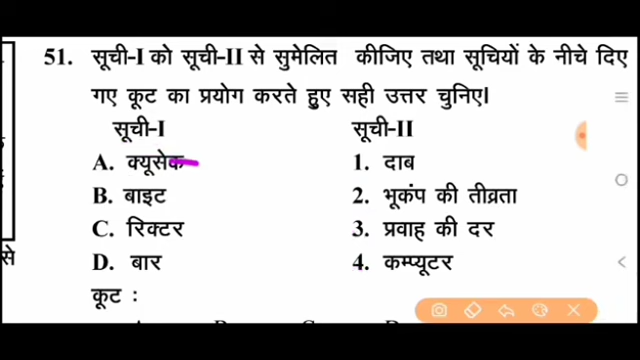 51. सूची-I को सूची-II से सुमेलित कीजिए तथा सूचियों के नीचे दिए
गए कूट का प्रयोग करते हुए सही उत्तर चुनिए।
सूची-I सूची-II
A. क्यूसेक 1. दाब
B. बाइट 2. भूकंप की तीव्रता
C. रिक्टर 3. प्रवाह की दर
से
D. बार 4. कम्प्यूटर
कूट :